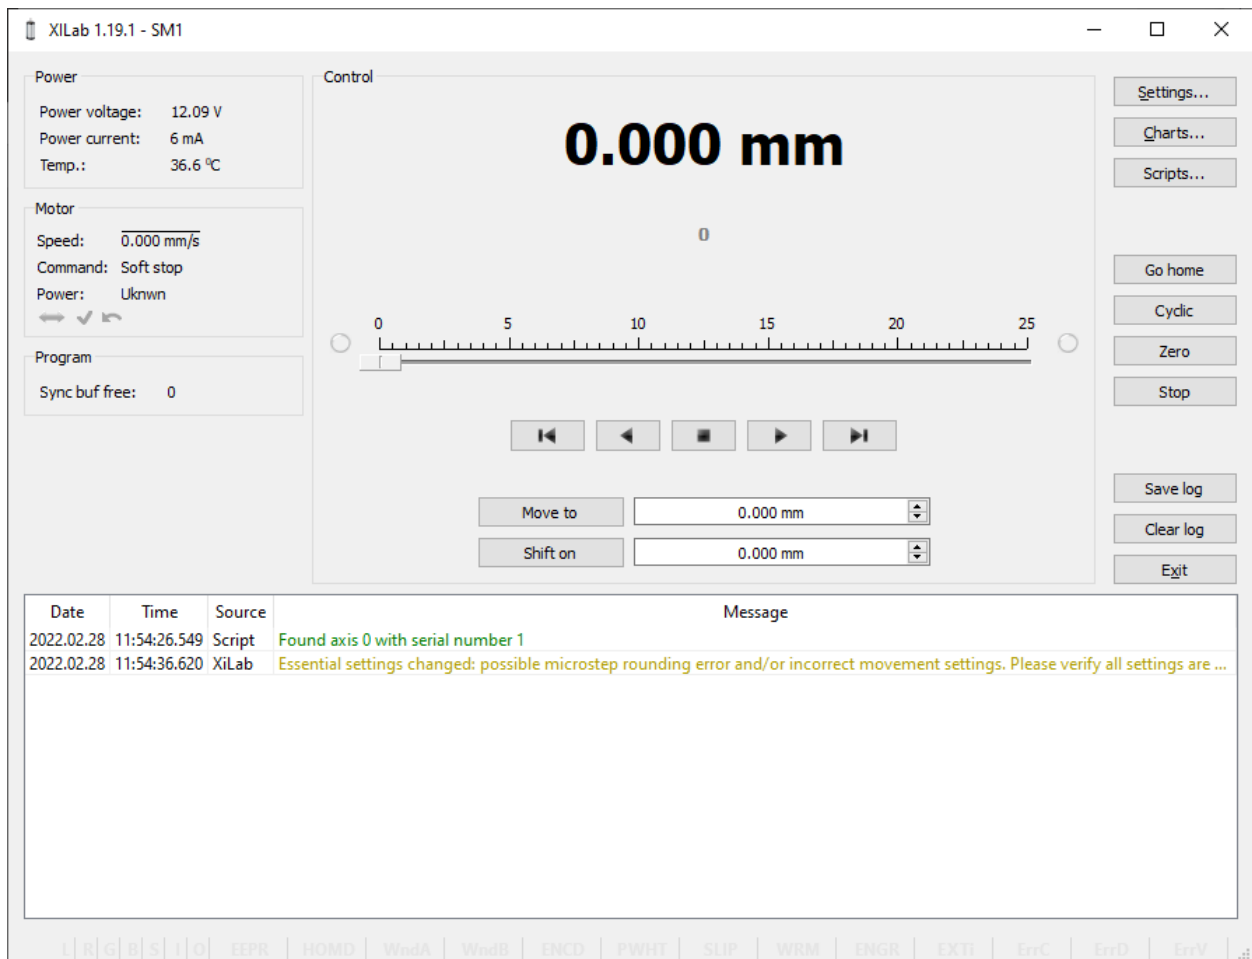 XILab 1.19.1 - SM1
Power
Power voltage: 12.09 V
Power current: 6 mA
Temp.: 36.6 ºC
Motor
Speed: 0.000 mm/s
Command: Soft stop
Power: Uknwn
Program
Sync buf free: 0
Control
0.000 mm
0
0 5 10 15 20 25
Move to 0.000 mm
Shift on 0.000 mm
Settings...
Charts...
Scripts...
Go home
Cyclic
Zero
Stop
Save log
Clear log
Exit
Date Time Source Message
2022.02.28 11:54:26.549 Script Found axis 0 with serial number 1
2022.02.28 11:54:36.620 XiLab Essential settings changed: possible microstep rounding error and/or incorrect movement settings. Please verify all settings are ...
L R G B S I O EEPR HOMD WndA WndB ENCD PWHT SLIP WRM ENGR EXTi ErrC ErrD ErrV